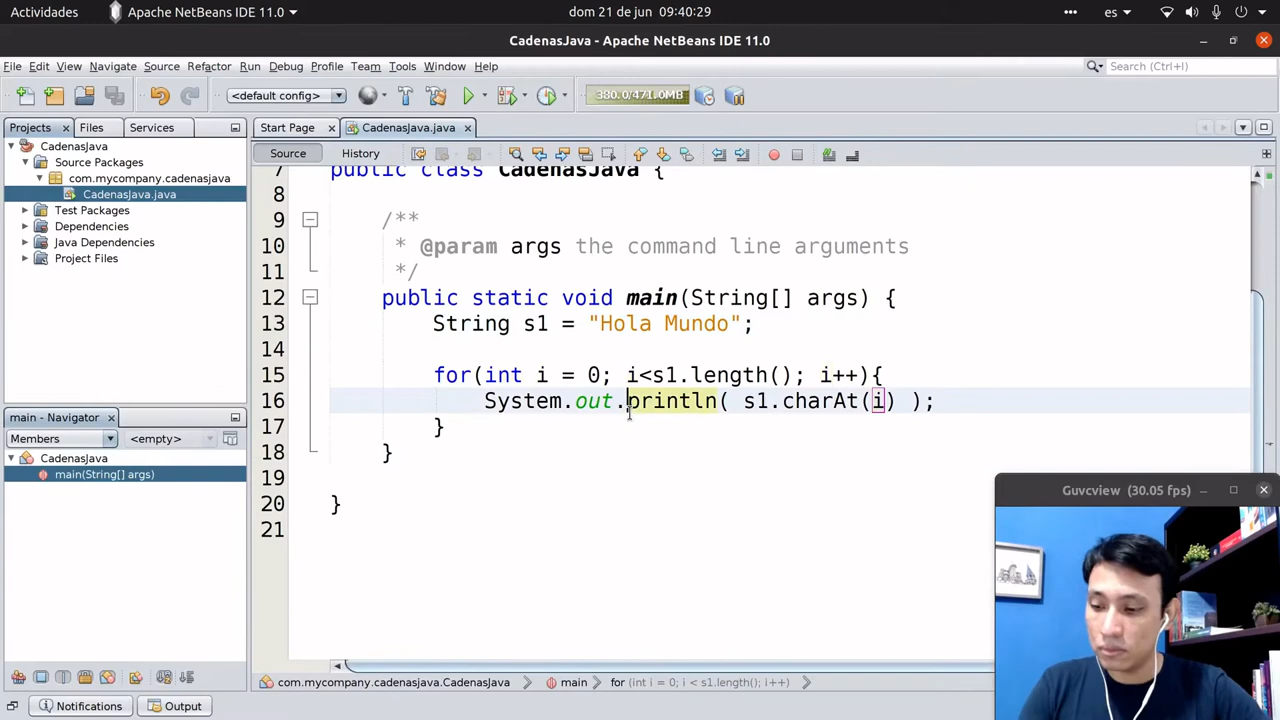 Actividades
Apache NetBeans IDE 11.0
dom 21 de jun 09:40:29
es
CadenasJava - Apache NetBeans IDE 11.0
File Edit View Navigate Source Refactor Run Debug Profile Team Tools Window Help
Search (Ctrl+I)
<default config>
380.0/471.0MB
Projects Files Services
Start Page CadenasJava.java
Source History
CadenasJava
Source Packages
com.mycompany.cadenasjava
CadenasJava.java
Test Packages
Dependencies
Java Dependencies
Project Files
7 public class CadenasJava {
8
9 /**
10 * @param args the command line arguments
11 */
12 public static void main(String[] args) {
13 String s1 = "Hola Mundo";
14
15 for(int i = 0; i<s1.length(); i++){
16 System.out.println( s1.charAt(i) );
17 }
18 }
19
20 }
21
main - Navigator
Members <empty>
CadenasJava
main(String[] args)
Guvcview (30.05 fps)
com.mycompany.cadenasjava.CadenasJava main for (int i = 0; i < s1.length(); i++)
Notifications Output